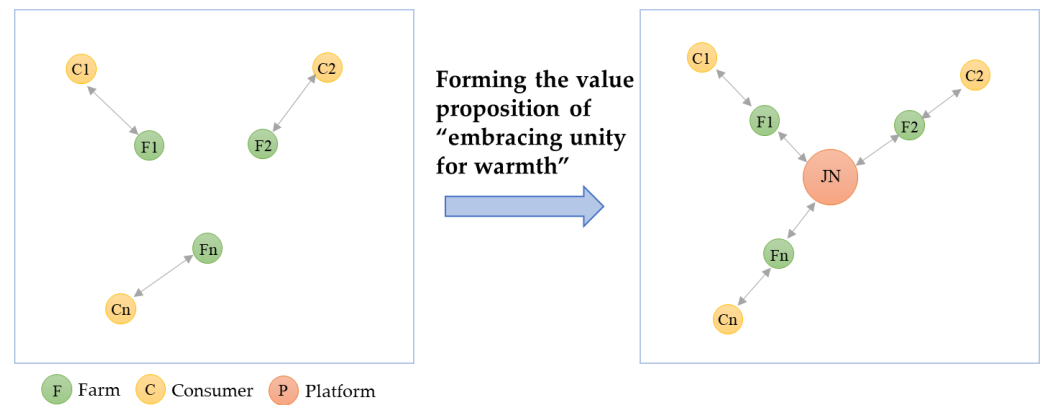 C1
C2
F1
F2
Fn
Cn
Forming the value
proposition of
“embracing unity
for warmth”
C1
C2
F1
F2
JN
Fn
Cn
F Farm C Consumer P Platform